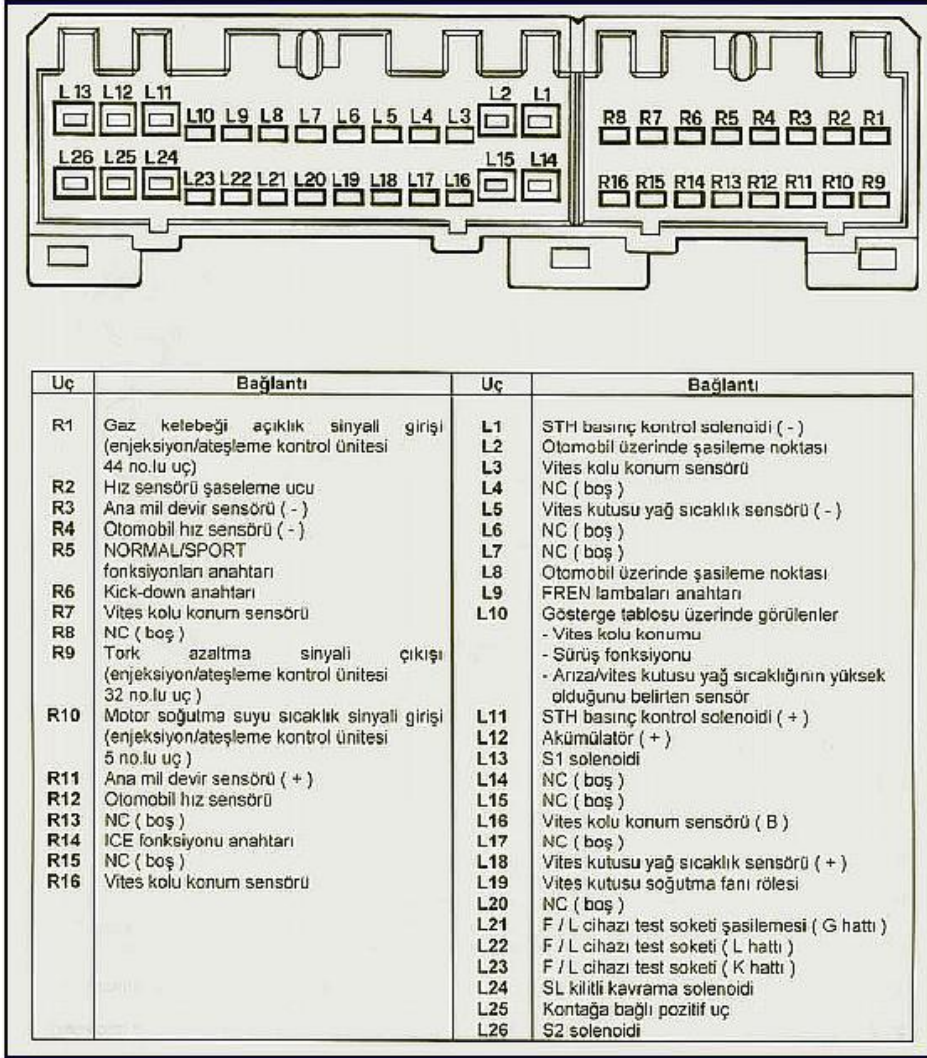 L 13 L12 L11 L10 L9 L8 L7 L6 L5 L4 L3 L2 L1
R8 R7 R6 R5 R4 R3 R2 R1
L26 L25 L24 L23 L22 L21 L20 L19 L18 L17 L16 L15 L14
R16 R15 R14 R13 R12 R11 R10 R9
Uç Bağlantı
R1 Gaz kelebeği açıklık sinyali girişi
(enjeksiyon/ateşleme kontrol ünitesi
44 no.lu uç)
R2 Hız sensörü şaseleme ucu
R3 Ana mil devir sensörü ( - )
R4 Otomobil hız sensörü ( - )
R5 NORMAL/SPORT
fonksiyonları anahtarı
R6 Kick-down anahtarı
R7 Vites kolu konum sensörü
R8 NC ( boş )
R9 Tork azaltma sinyali çıkışı
(enjeksiyon/ateşleme kontrol ünitesi
32 no.lu uç )
R10 Motor soğutma suyu sıcaklık sinyali girişi
(enjeksiyon/ateşleme kontrol ünitesi
5 no.lu uç )
R11 Ana mil devir sensörü ( + )
R12 Otomobil hız sensörü
R13 NC ( boş )
R14 ICE fonksiyonu anahtarı
R15 NC ( boş )
R16 Vites kolu konum sensörü
Uç Bağlantı
L1 STH basınç kontrol solenoidi ( - )
L2 Otomobil üzerinde şasileme noktası
L3 Vites kolu konum sensörü
L4 NC ( boş )
L5 Vites kutusu yağ sıcaklık sensörü ( - )
L6 NC ( boş )
L7 NC ( boş )
L8 Otomobil üzerinde şasileme noktası
L9 FREN lambaları anahtarı
L10 Gösterge tablosu üzerinde görülenler
- Vites kolu konumu
- Sürüş fonksiyonu
- Arıza/vites kutusu yağ sıcaklığının yüksek
olduğunu belirten sensör
L11 STH basınç kontrol solenoidi ( + )
L12 Akümülatör ( + )
L13 S1 solenoidi
L14 NC ( boş )
L15 NC ( boş )
L16 Vites kolu konum sensörü ( B )
L17 NC ( boş )
L18 Vites kutusu yağ sıcaklık sensörü ( + )
L19 Vites kutusu soğutma fanı rölesi
L20 NC ( boş )
L21 F / L cihazı test soketi şasilemesi ( G hattı )
L22 F / L cihazı test soketi ( L hattı )
L23 F / L cihazı test soketi ( K hattı )
L24 SL kilitli kavrama solenoidi
L25 Kontağa bağlı pozitif uç
L26 S2 solenoidi